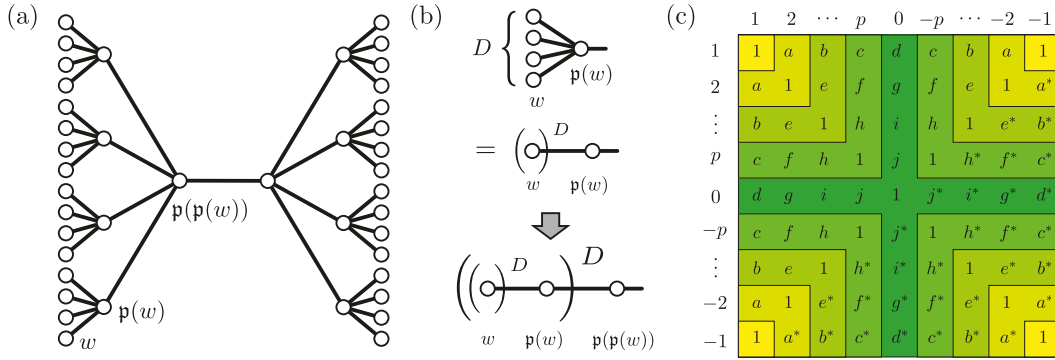 (a)
𝔭(𝔭(w))
𝔭(w)
w
(b)
D
𝔭(w)
w
= ( ) D
w 𝔭(w)
( ( ) D ) D
w 𝔭(w) 𝔭(𝔭(w))
(c)
1 2 ⋯ p 0 −p ⋯ −2 −1
1 1 a b c d c b a 1
2 a 1 e f g f e 1 a*
⋮ b e 1 h i h 1 e* b*
p c f h 1 j 1 h* f* c*
0 d g i j 1 j* i* g* d*
−p c f h 1 j* 1 h* f* c*
⋮ b e 1 h* i* h* 1 e* b*
−2 a 1 e* f* g* f* e* 1 a*
−1 1 a* b* c* d* c* b* a* 1